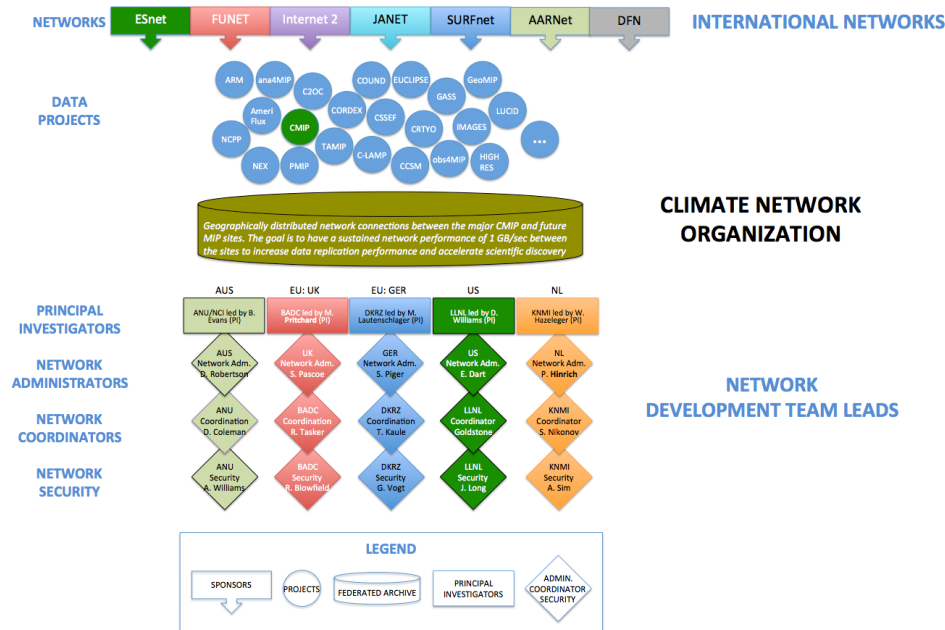 NETWORKS
ESnet
FUNET
Internet 2
JANET
SURFnet
AARNet
DFN
INTERNATIONAL NETWORKS
DATA
PROJECTS
ARM
ana4MIP
C2OC
COUND
EUCLIPSE
GASS
GeoMIP
Ameri
Flux
CMIP
CORDEX
CSSEF
CRTYO
IMAGES
LUCID
NCPP
NEX
PMIP
TAMIP
C-LAMP
CCSM
obs4MIP
HIGH
RES
...
CLIMATE NETWORK
ORGANIZATION
Geographically distributed network connections between the major CMIP and future
MIP sites. The goal is to have a sustained network performance of 1 GB/sec between
the sites to increase data replication performance and accelerate scientific discovery
AUS
EU: UK
EU: GER
US
NL
PRINCIPAL
INVESTIGATORS
ANU/NCI led by B.
Evans (PI)
BADC led by M.
Pritchard (PI)
DKRZ led by M.
Lautenschlager (PI)
LLNL led by D.
Williams (PI)
KNMI led by W.
Hazeleger (PI)
NETWORK
ADMINISTRATORS
AUS
Network Adm.
D. Robertson
UK
Network Adm.
S. Pascoe
GER
Network Adm.
S. Piger
US
Network Adm.
E. Dart
NL
Network Adm.
P. Hinrich
NETWORK
DEVELOPMENT TEAM LEADS
NETWORK
COORDINATORS
ANU
Coordination
D. Coleman
BADC
Coordination
R. Tasker
DKRZ
Coordination
T. Kaule
LLNL
Coordinator
Goldstone
KNMI
Coordinator
S. Nikonov
NETWORK
SECURITY
ANU
Security
A. Williams
BADC
Security
R. Blowfield
DKRZ
Security
G. Vogt
LLNL
Security
J. Long
KNMI
Security
A. Sim
LEGEND
SPONSORS
PROJECTS
FEDERATED ARCHIVE
PRINCIPAL
INVESTIGATORS
ADMIN.
COORDINATOR
SECURITY